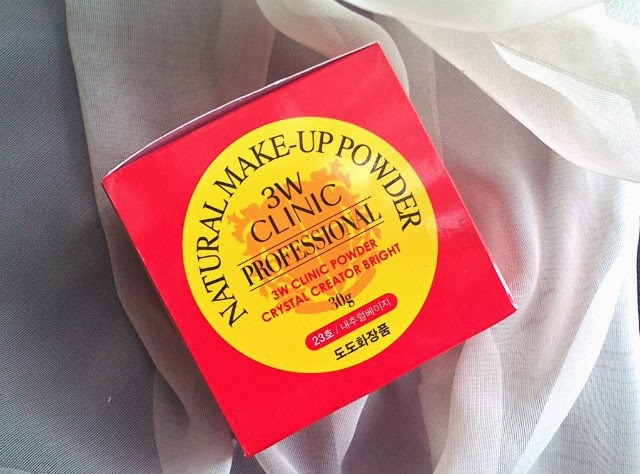 NATURAL MAKE-UP POWDER
3W
CLINIC
PROFESSIONAL
3W CLINIC POWDER
CRYSTAL CREATOR BRIGHT
30g
23호 / 내추럴베이지
도도화장품